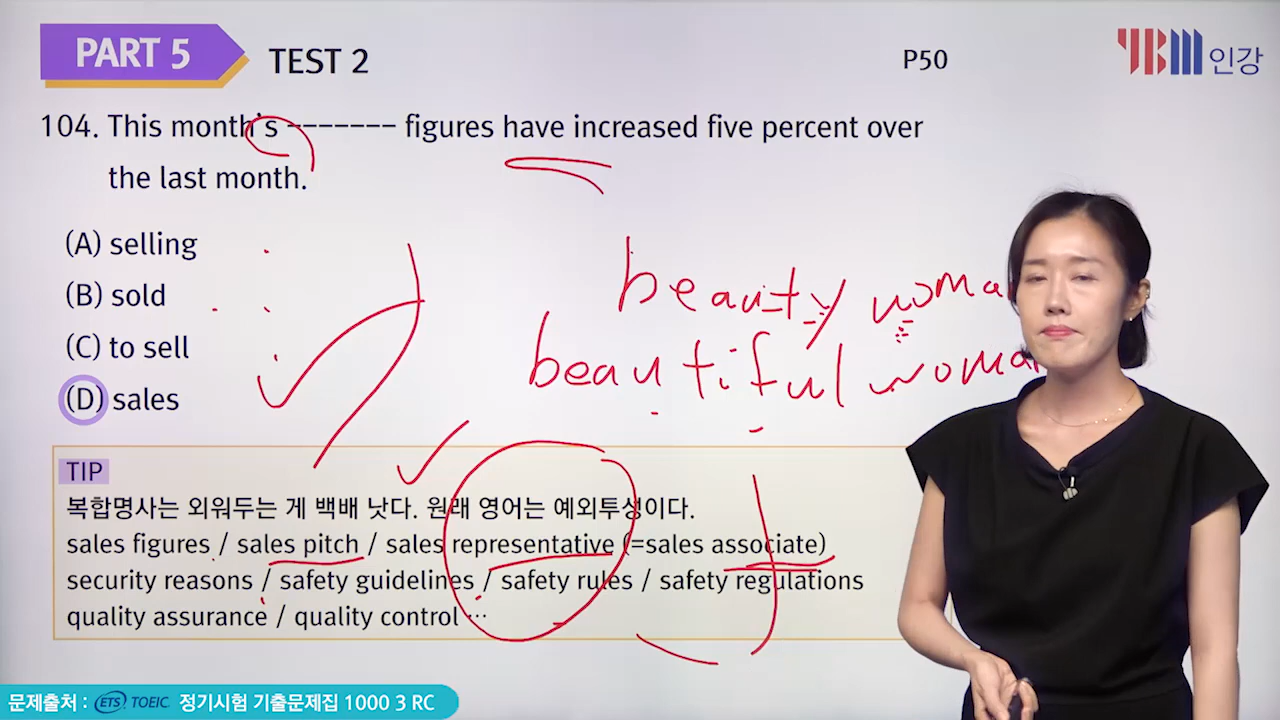 PART 5
TEST 2
P50
YBM 인강
104. This month's ------- figures have increased five percent over
the last month.
(A) selling
(B) sold
(C) to sell
(D) sales
beauty woma
beautiful woman
TIP
복합명사는 외워두는 게 백배 낫다. 원래 영어는 예외투성이다.
sales figures / sales pitch / sales representative (=sales associate)
security reasons / safety guidelines / safety rules / safety regulations
quality assurance / quality control ···
문제출처 : ETS TOEIC 정기시험 기출문제집 1000 3 RC